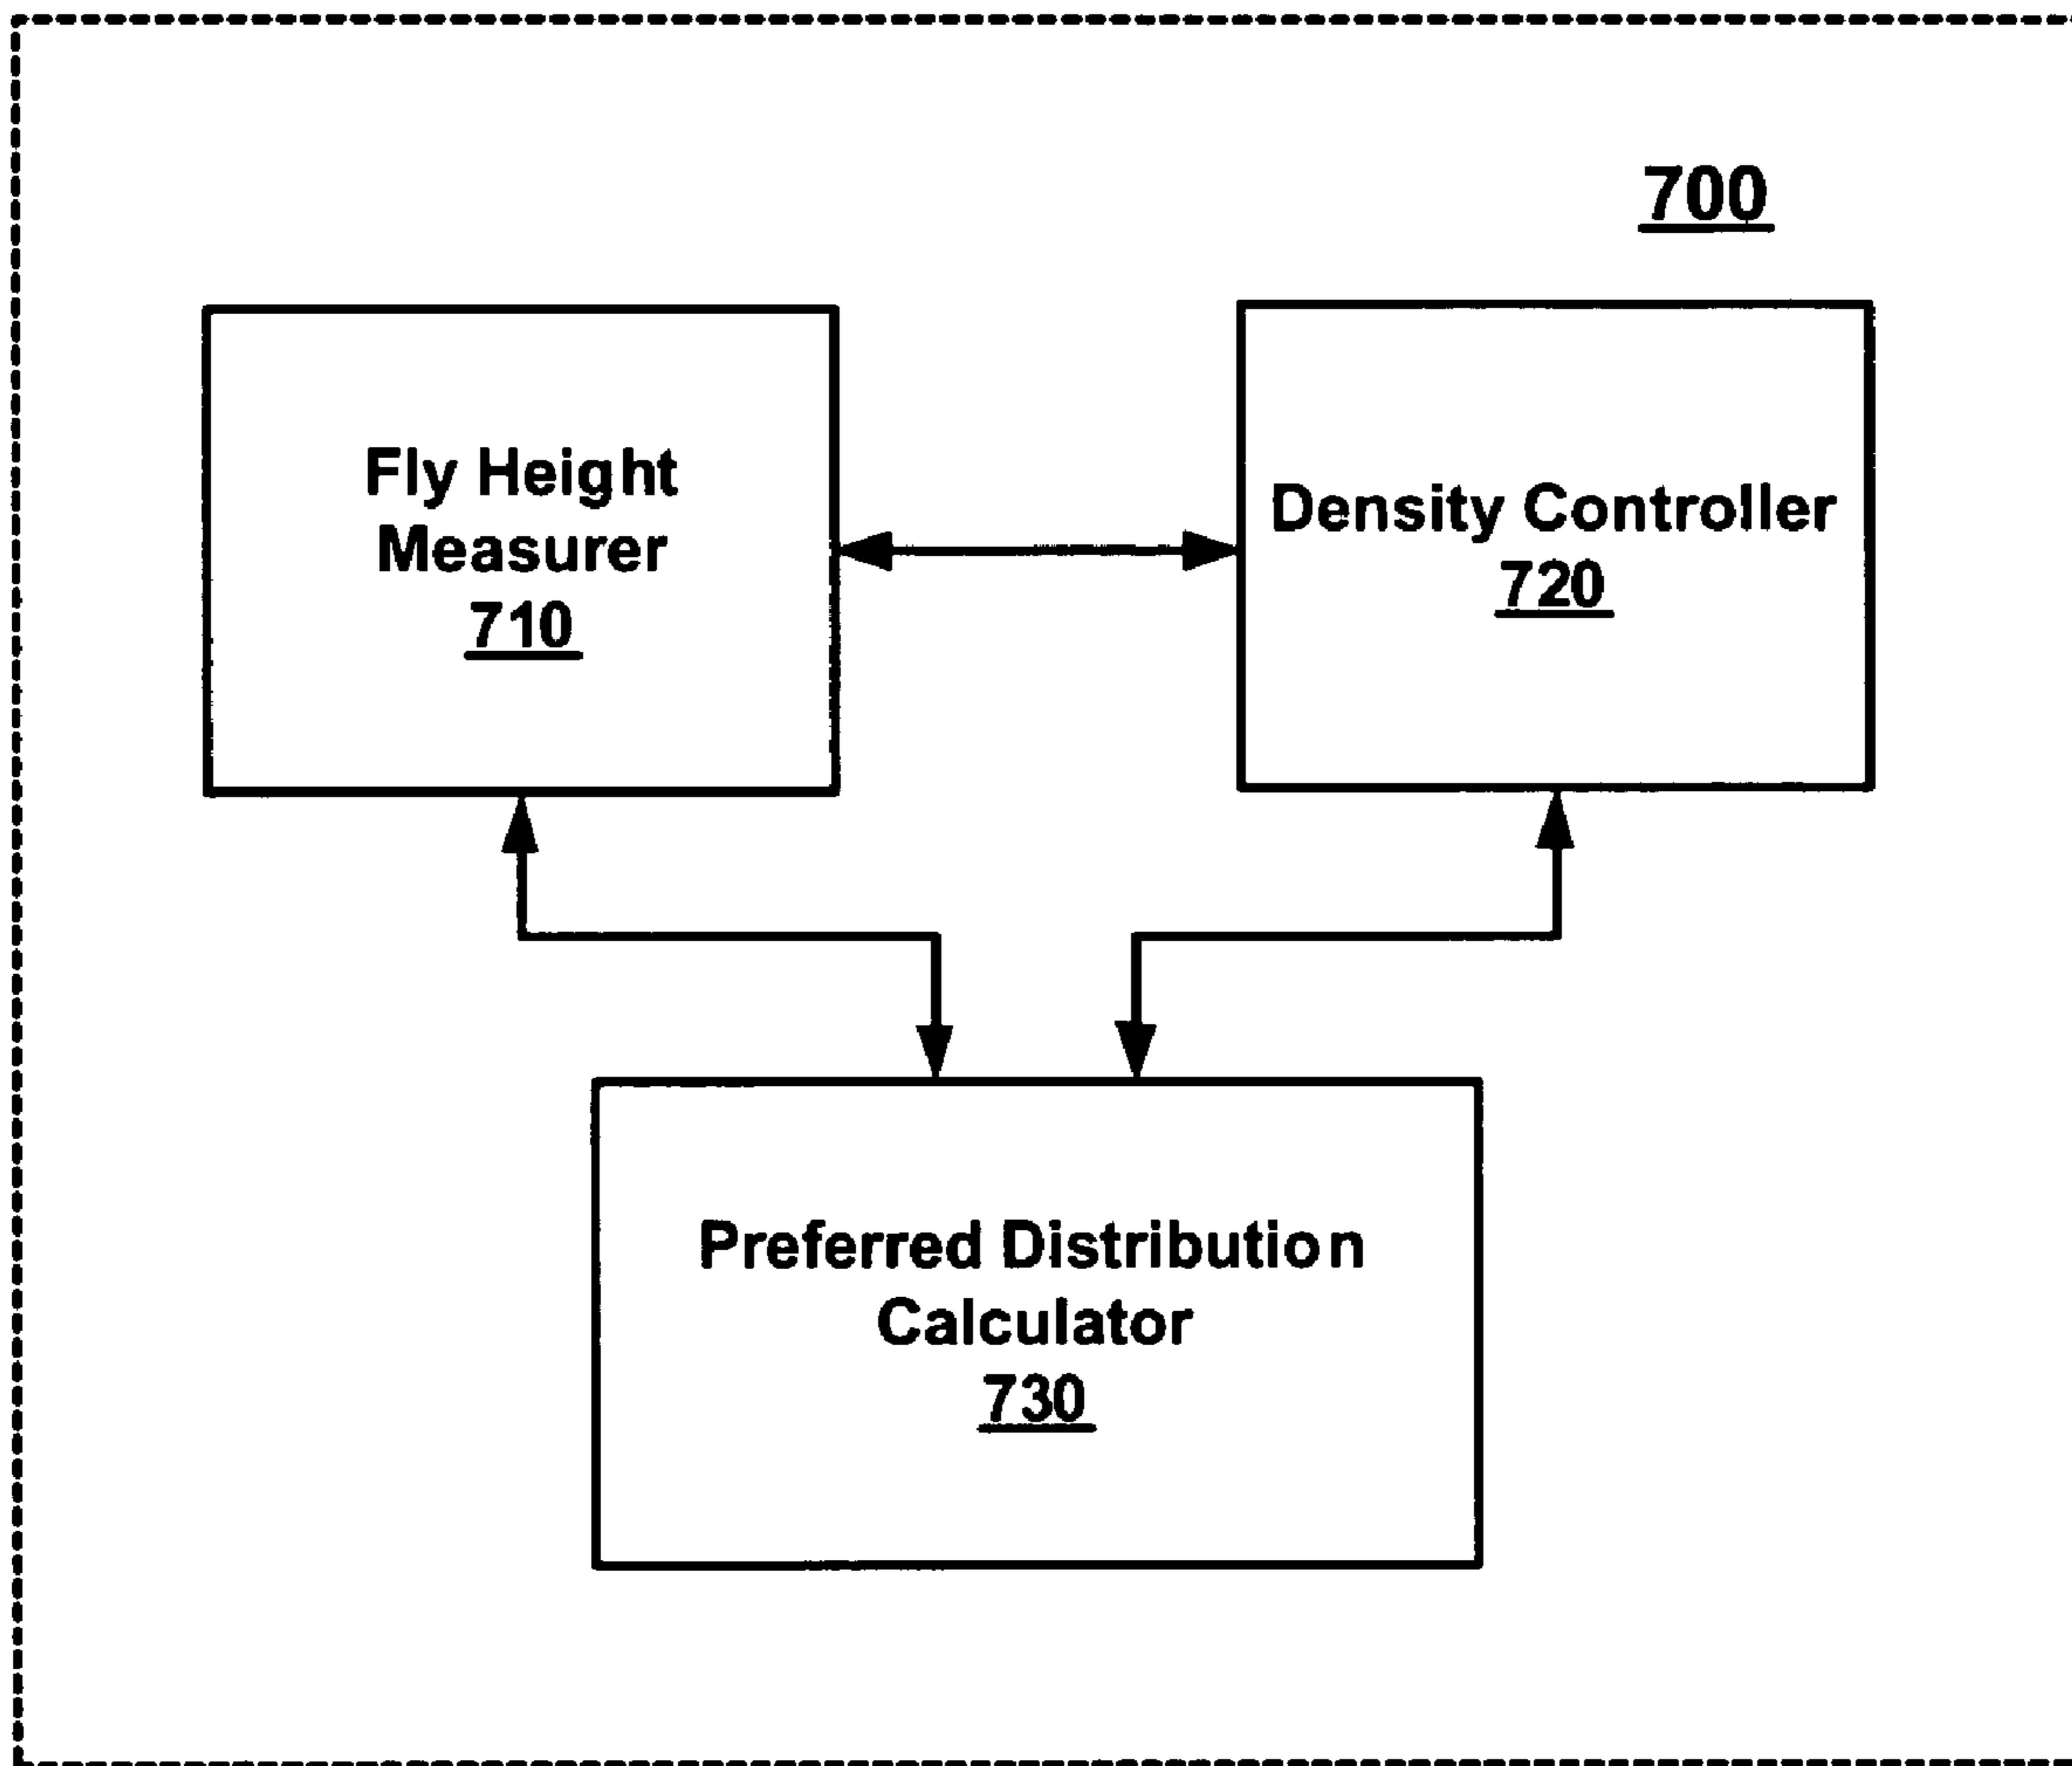 700
Fly Height
Measurer
710
Density Controller
720
Preferred Distribution
Calculator
730